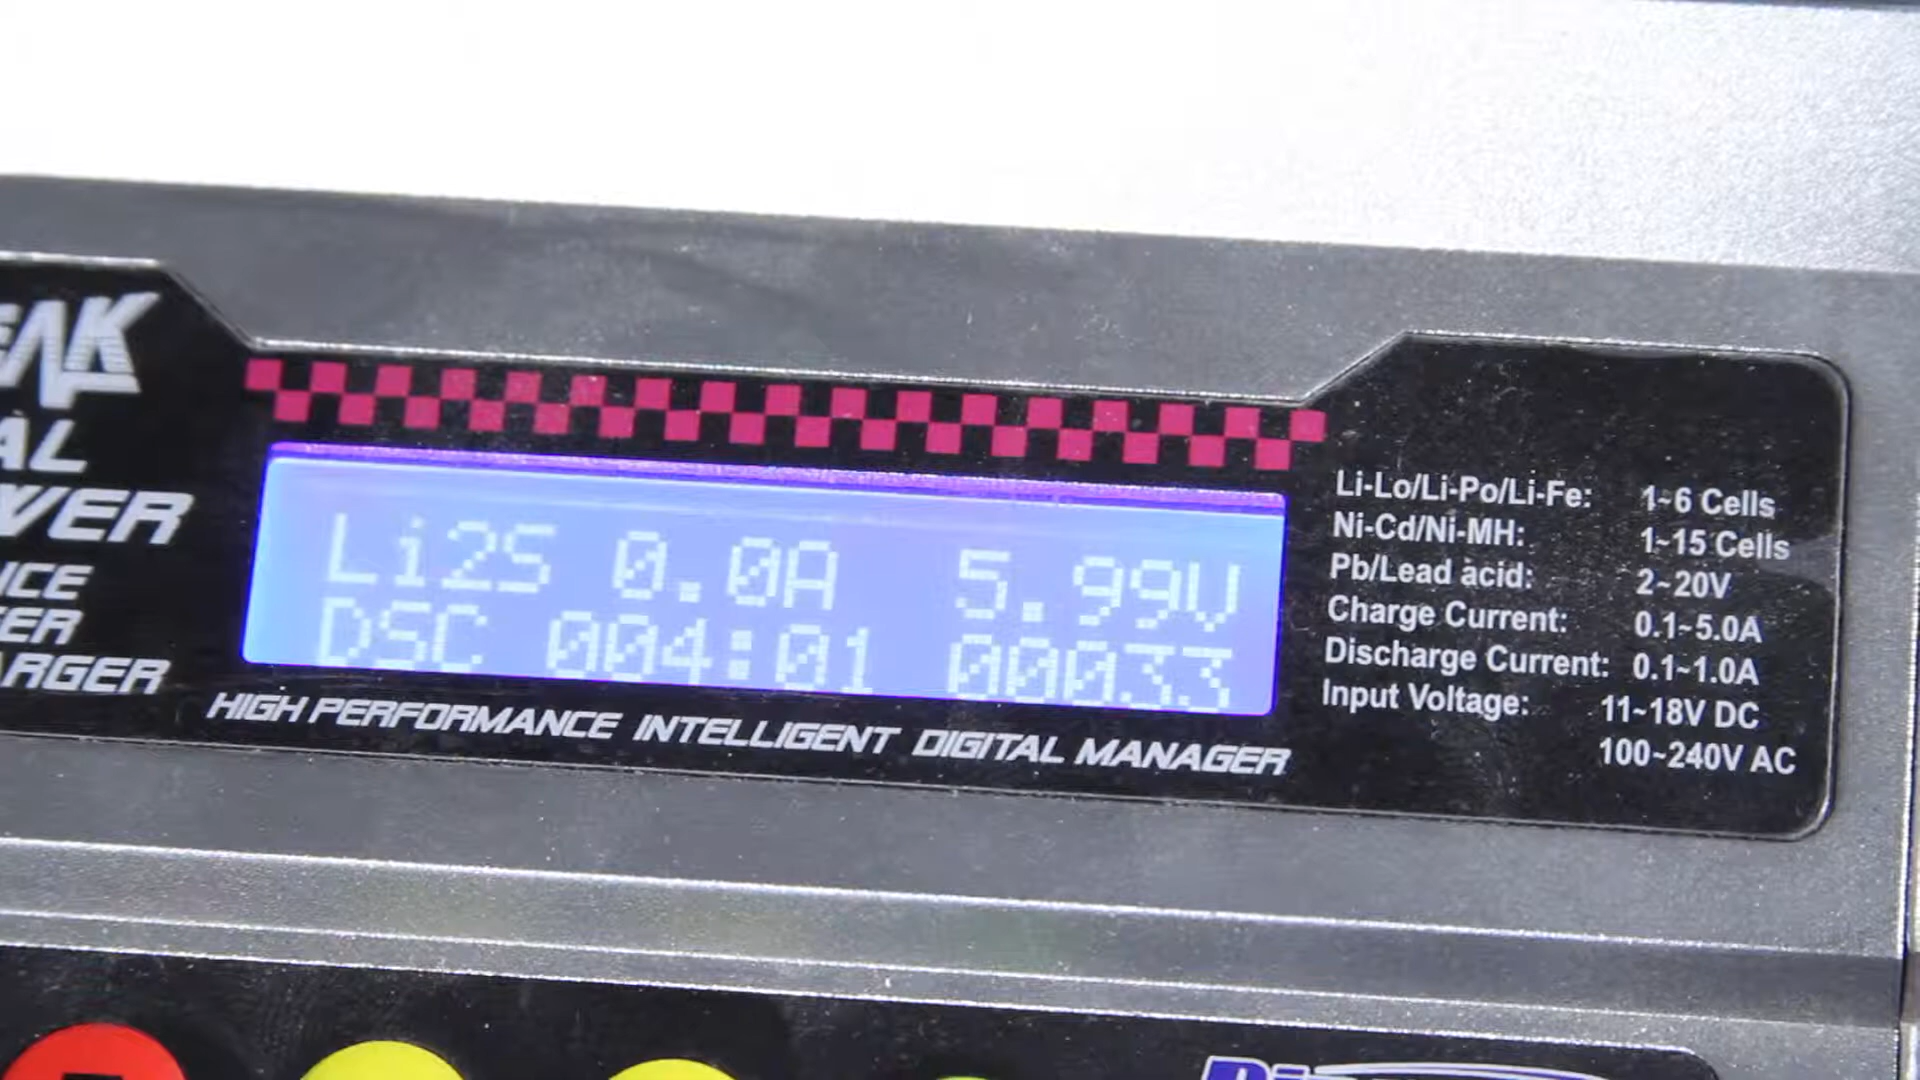 Li2S 0.0A 5.99V
DSC 004:01 00033
HIGH PERFORMANCE INTELLIGENT DIGITAL MANAGER
Li-Lo/Li-Po/Li-Fe: 1~6 Cells
Ni-Cd/Ni-MH: 1~15 Cells
Pb/Lead acid: 2~20V
Charge Current: 0.1~5.0A
Discharge Current: 0.1~1.0A
Input Voltage: 11~18V DC
100~240V AC